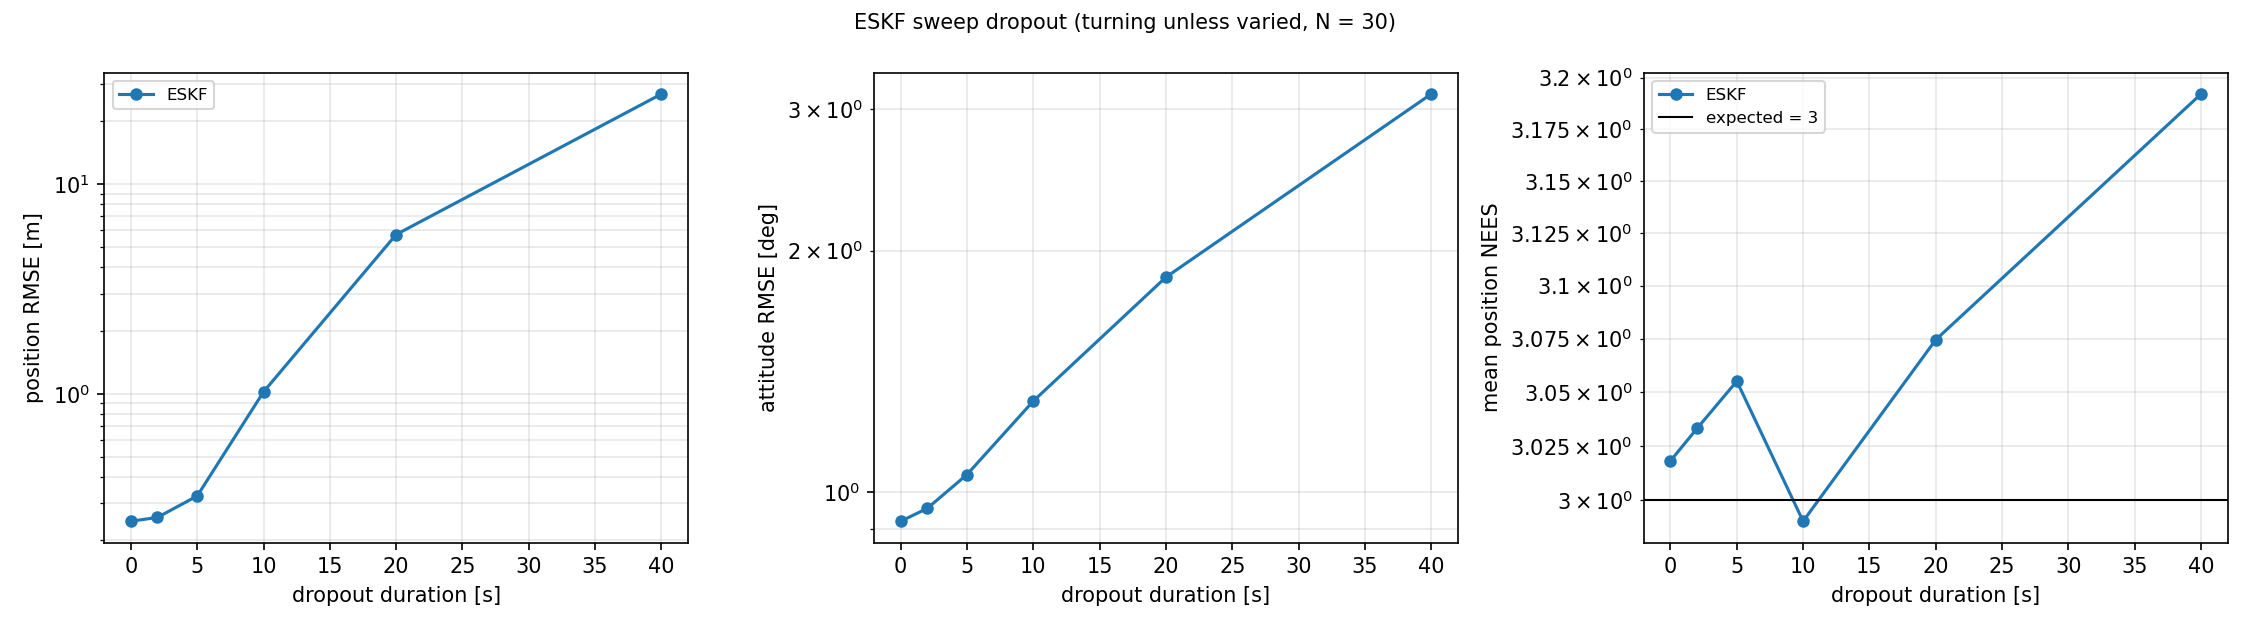 ESKF sweep dropout (turning unless varied, N = 30)
ESKF
position RMSE [m]
10¹
10⁰
0 5 10 15 20 25 30 35 40
dropout duration [s]
attitude RMSE [deg]
3 × 10⁰
2 × 10⁰
10⁰
0 5 10 15 20 25 30 35 40
dropout duration [s]
ESKF
expected = 3
mean position NEES
3.2 × 10⁰
3.175 × 10⁰
3.15 × 10⁰
3.125 × 10⁰
3.1 × 10⁰
3.075 × 10⁰
3.05 × 10⁰
3.025 × 10⁰
3 × 10⁰
0 5 10 15 20 25 30 35 40
dropout duration [s]